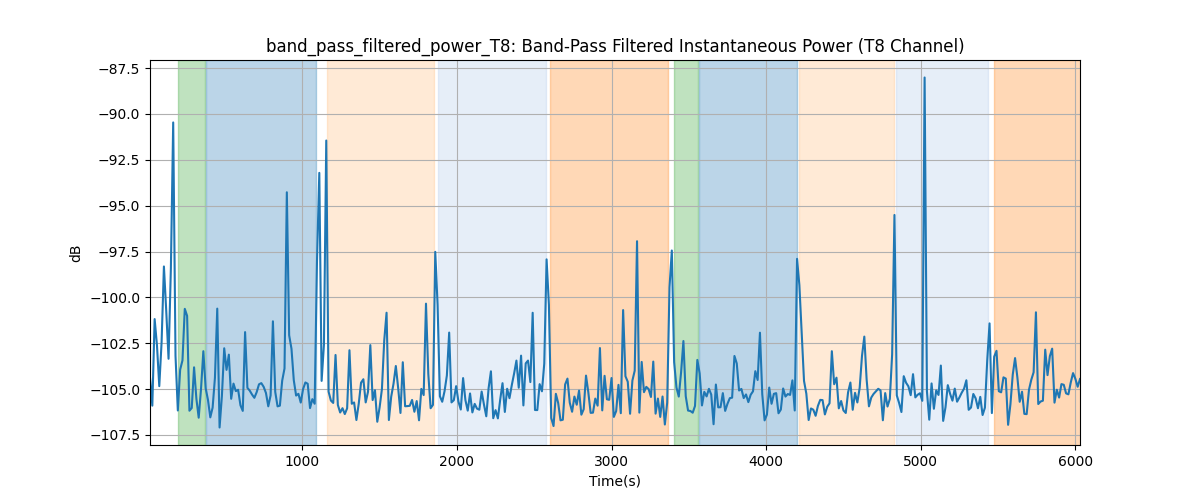 band_pass_filtered_power_T8: Band-Pass Filtered Instantaneous Power (T8 Channel)
−87.5
−90.0
−92.5
−95.0
−97.5
−100.0
−102.5
−105.0
−107.5
dB
1000 2000 3000 4000 5000 6000
Time(s)